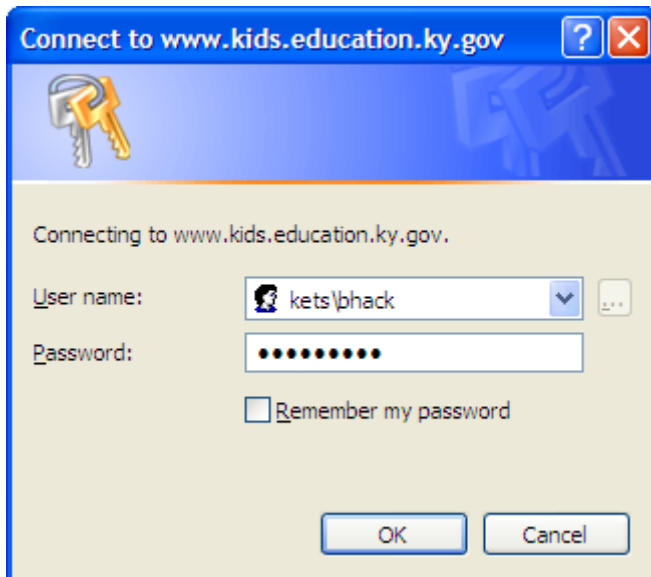 Connect to www.kids.education.ky.gov
Connecting to www.kids.education.ky.gov.
User name: kets\bhack ...
Password: •••••••••
Remember my password
OK Cancel